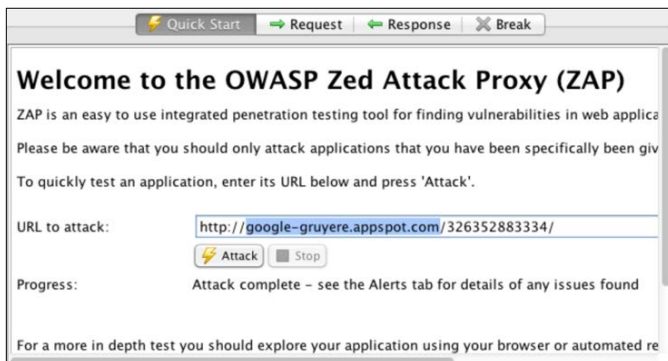 Quick Start Request Response Break
Welcome to the OWASP Zed Attack Proxy (ZAP)
ZAP is an easy to use integrated penetration testing tool for finding vulnerabilities in web applica
Please be aware that you should only attack applications that you have been specifically been giv
To quickly test an application, enter its URL below and press 'Attack'.
URL to attack: http://google-gruyere.appspot.com/326352883334/
Attack Stop
Progress: Attack complete – see the Alerts tab for details of any issues found
For a more in depth test you should explore your application using your browser or automated re